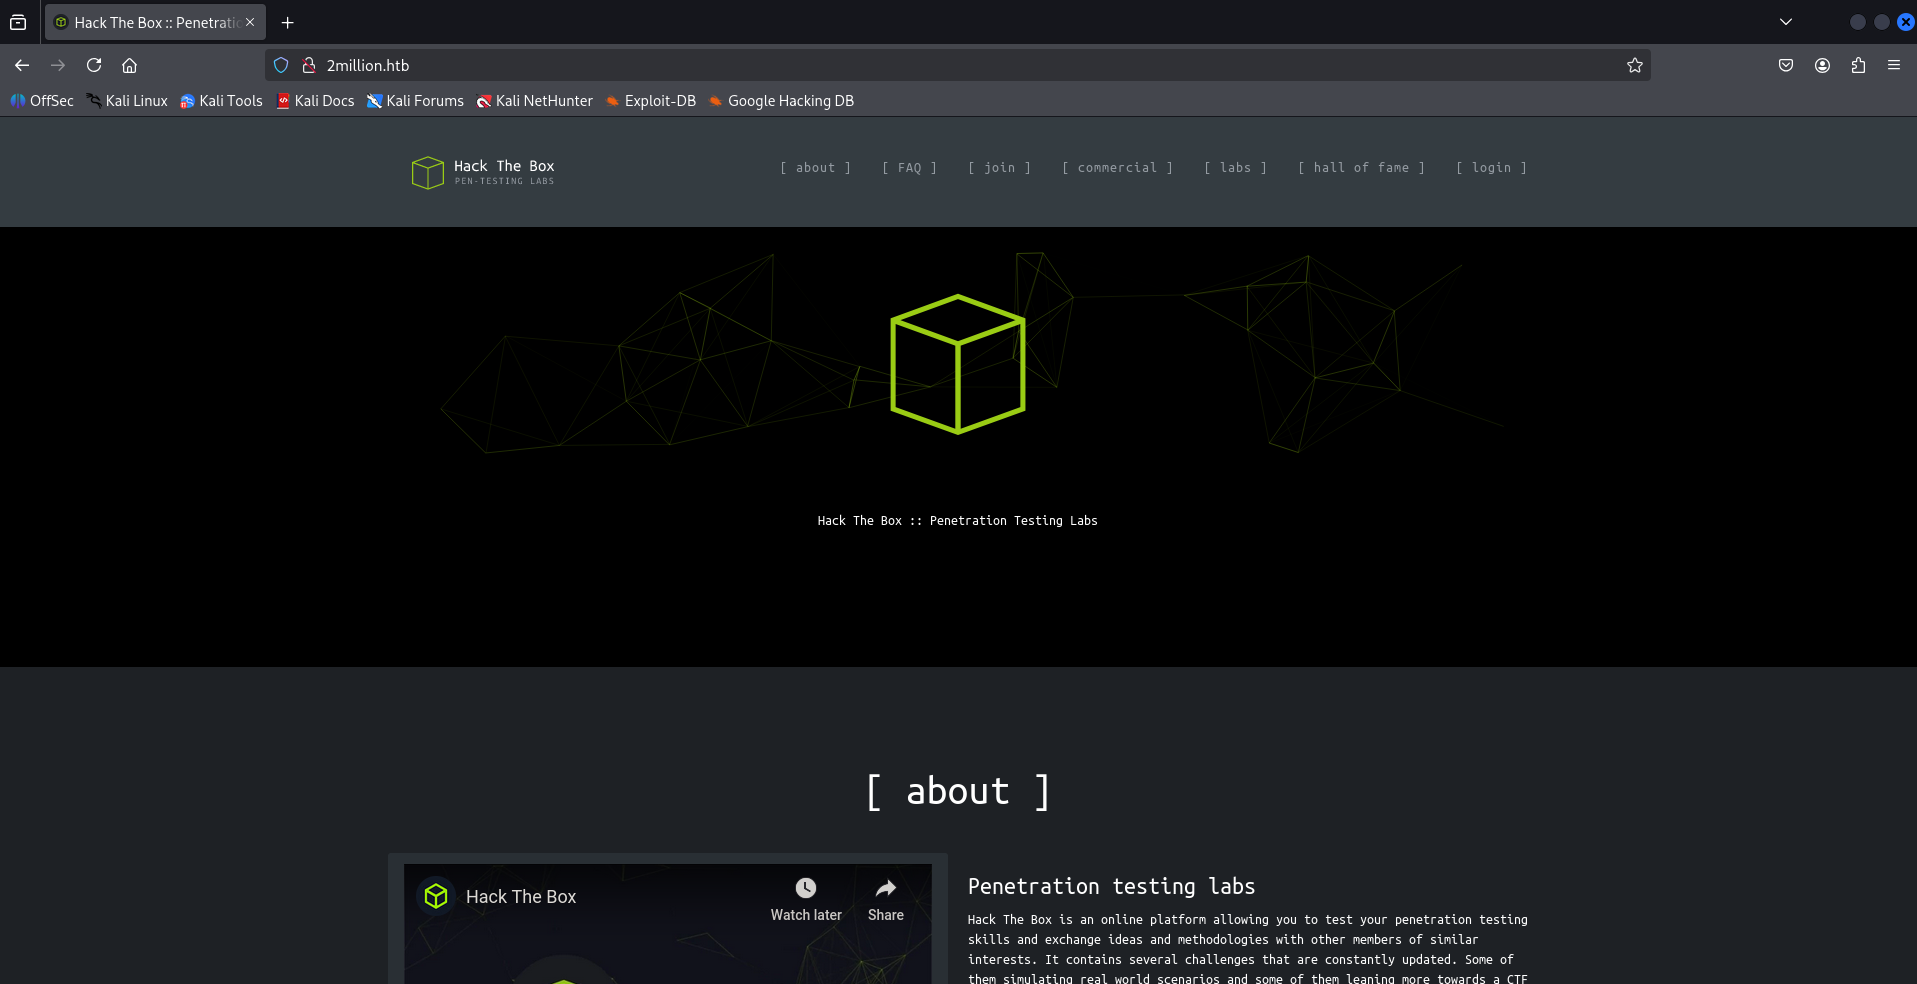 Hack The Box :: Penetratio
2million.htb
OffSec Kali Linux Kali Tools Kali Docs Kali Forums Kali NetHunter Exploit-DB Google Hacking DB
Hack The Box
PEN-TESTING LABS
[ about ] [ FAQ ] [ join ] [ commercial ] [ labs ] [ hall of fame ] [ login ]
Hack The Box :: Penetration Testing Labs
[ about ]
Hack The Box
Watch later Share
Penetration testing labs
Hack The Box is an online platform allowing you to test your penetration testing
skills and exchange ideas and methodologies with other members of similar
interests. It contains several challenges that are constantly updated. Some of
them simulating real world scenarios and some of them leaning more towards a CTF